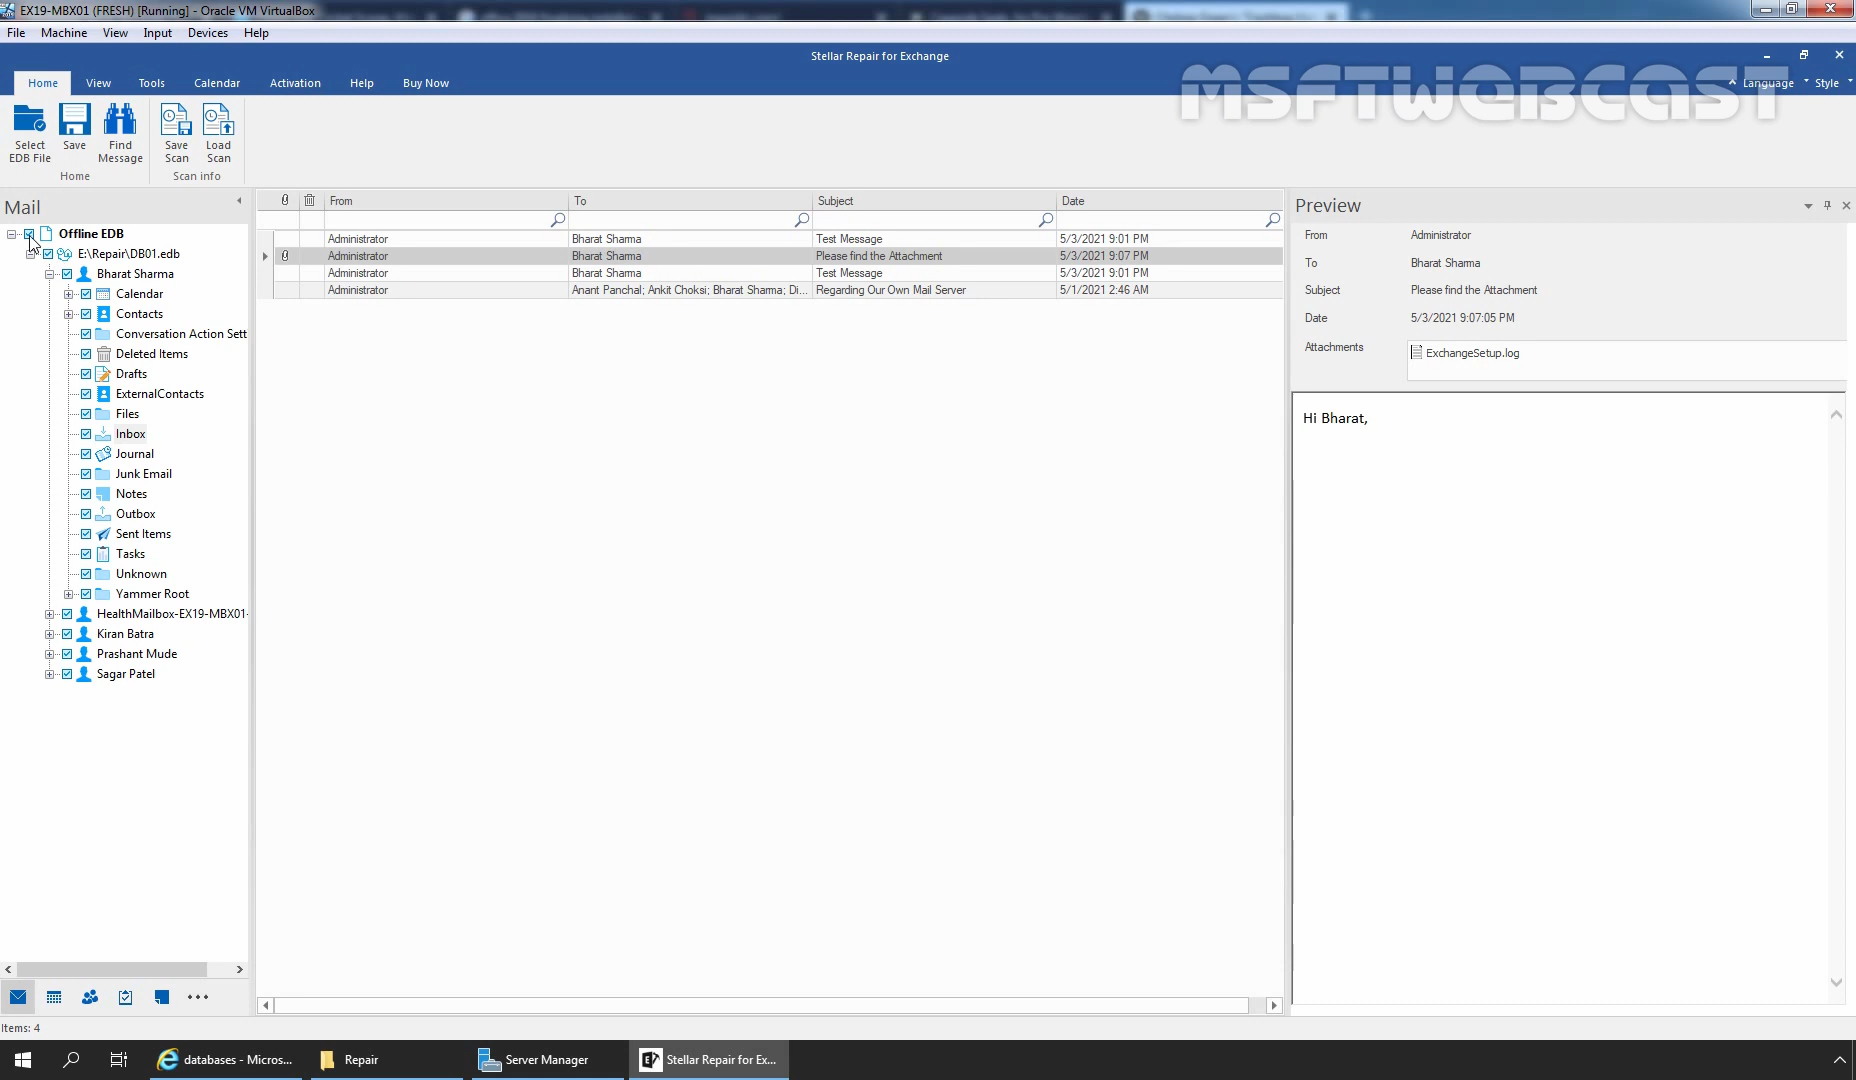 EX19-MBX01 (FRESH) [Running] - Oracle VM VirtualBox
File Machine View Input Devices Help
Stellar Repair for Exchange
Home View Tools Calendar Activation Help Buy Now
Language Style
MSFTWEBCAST
Select EDB File
Save
Find Message
Save Scan
Load Scan
Home
Scan info
Mail
Offline EDB
E:\Repair\DB01.edb
Bharat Sharma
Calendar
Contacts
Conversation Action Sett
Deleted Items
Drafts
ExternalContacts
Files
Inbox
Journal
Junk Email
Notes
Outbox
Sent Items
Tasks
Unknown
Yammer Root
HealthMailbox-EX19-MBX01-
Kiran Batra
Prashant Mude
Sagar Patel
From To Subject Date
Administrator Bharat Sharma Test Message 5/3/2021 9:01 PM
Administrator Bharat Sharma Please find the Attachment 5/3/2021 9:07 PM
Administrator Bharat Sharma Test Message 5/3/2021 9:01 PM
Administrator Anant Panchal; Ankit Choksi; Bharat Sharma; Di... Regarding Our Own Mail Server 5/1/2021 2:46 AM
Preview
From Administrator
To Bharat Sharma
Subject Please find the Attachment
Date 5/3/2021 9:07:05 PM
Attachments ExchangeSetup.log
Hi Bharat,
Items: 4
databases - Micros...
Repair
Server Manager
Stellar Repair for Ex...